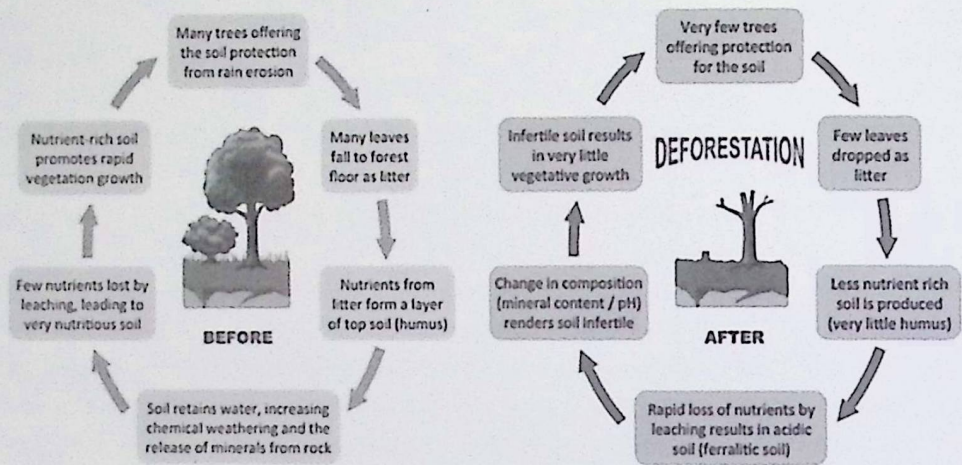 Many trees offering
the soil protection
from rain erosion
Many leaves
fall to forest
floor as litter
Nutrients from
litter form a layer
of top soil (humus)
Soil retains water, increasing
chemical weathering and the
release of minerals from rock
Few nutrients lost by
leaching, leading to
very nutritious soil
Nutrient-rich soil
promotes rapid
vegetation growth
BEFORE
Very few trees
offering protection
for the soil
Few leaves
dropped as
litter
Less nutrient rich
soil is produced
(very little humus)
Rapid loss of nutrients by
leaching results in acidic
soil (ferralitic soil)
Change in composition
(mineral content / pH)
renders soil infertile
Infertile soil results
in very little
vegetative growth
DEFORESTATION
AFTER